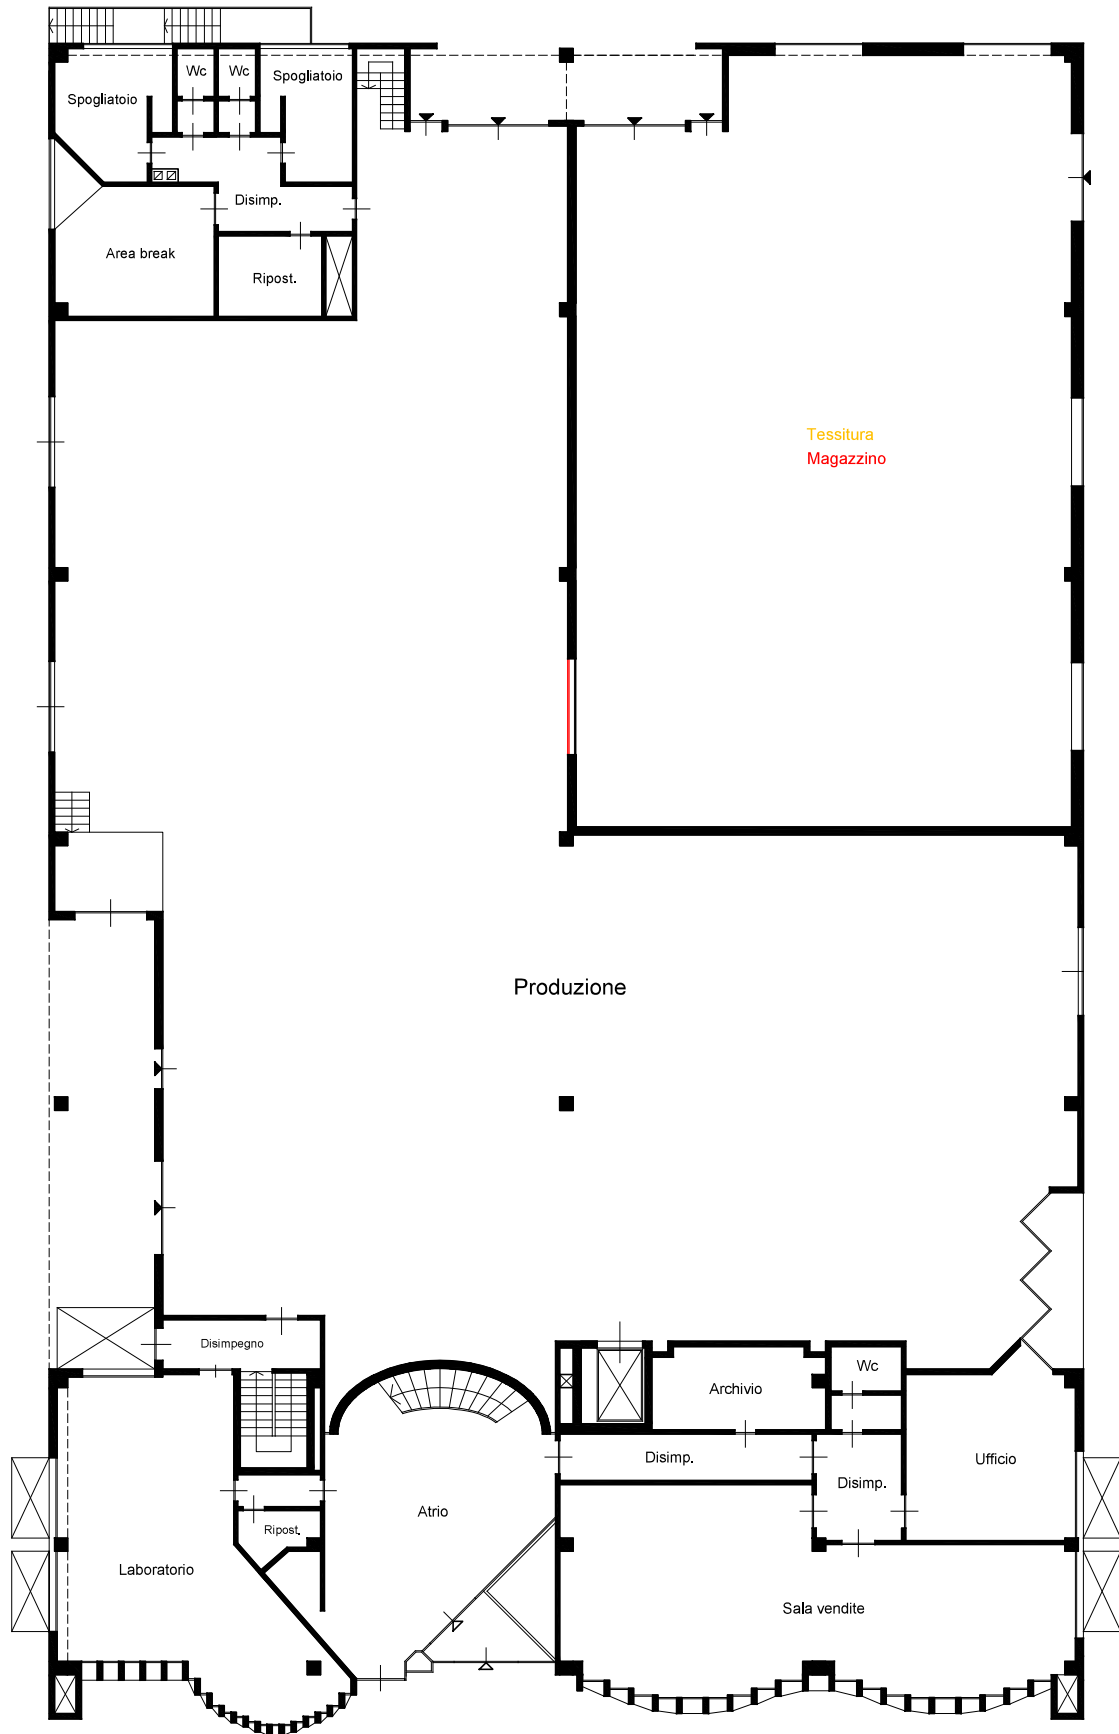 Wc
Wc
Spogliatoio
Spogliatoio
Disimp.
Area break
Ripost.
Tessitura
Magazzino
Produzione
Disimpegno
Wc
Archivio
Disimp.
Ufficio
Disimp.
Atrio
Ripost.
Laboratorio
Sala vendite